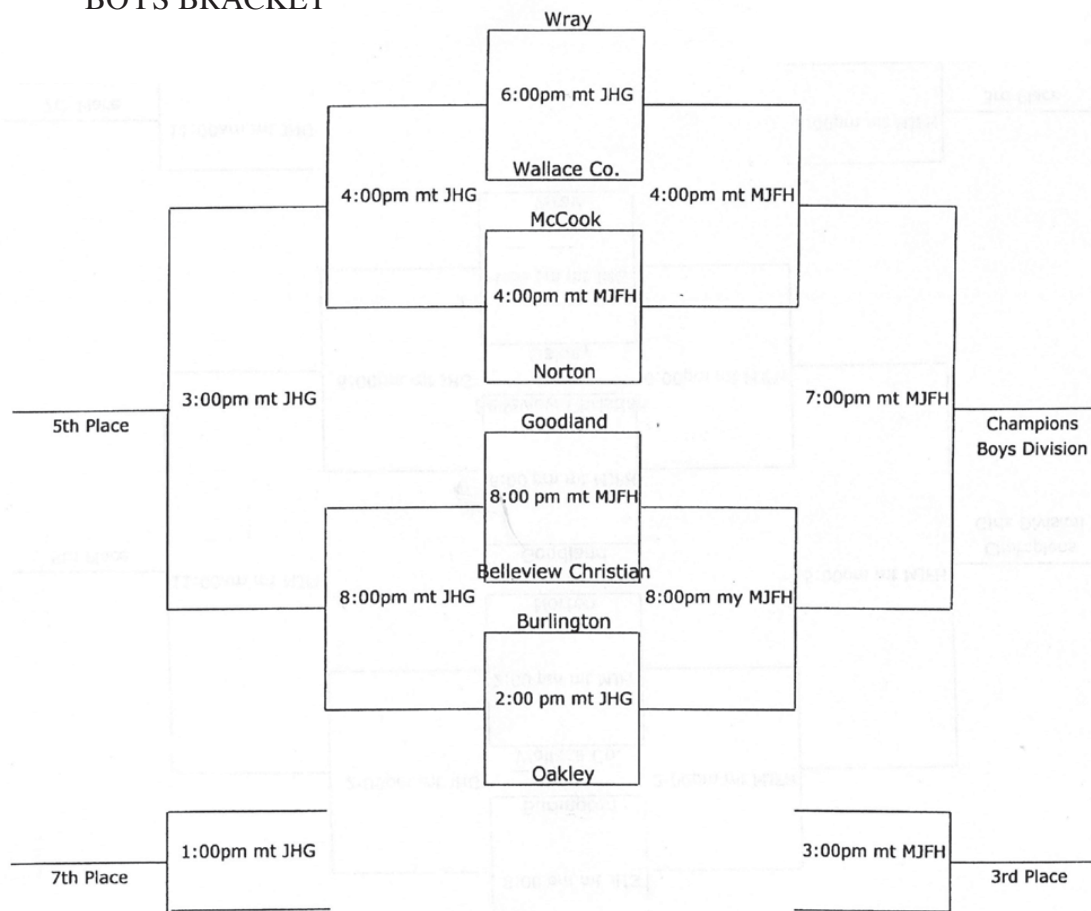 BOYS BRACKET
Wray
6:00pm mt JHG
Wallace Co.
4:00pm mt JHG
4:00pm mt MJFH
McCook
4:00pm mt MJFH
Norton
3:00pm mt JHG
7:00pm mt MJFH
5th Place
Goodland
Champions
Boys Division
8:00 pm mt MJFH
Belleview Christian
8:00pm mt JHG
8:00pm my MJFH
Burlington
2:00 pm mt JHG
Oakley
1:00pm mt JHG
3:00pm mt MJFH
7th Place
3rd Place